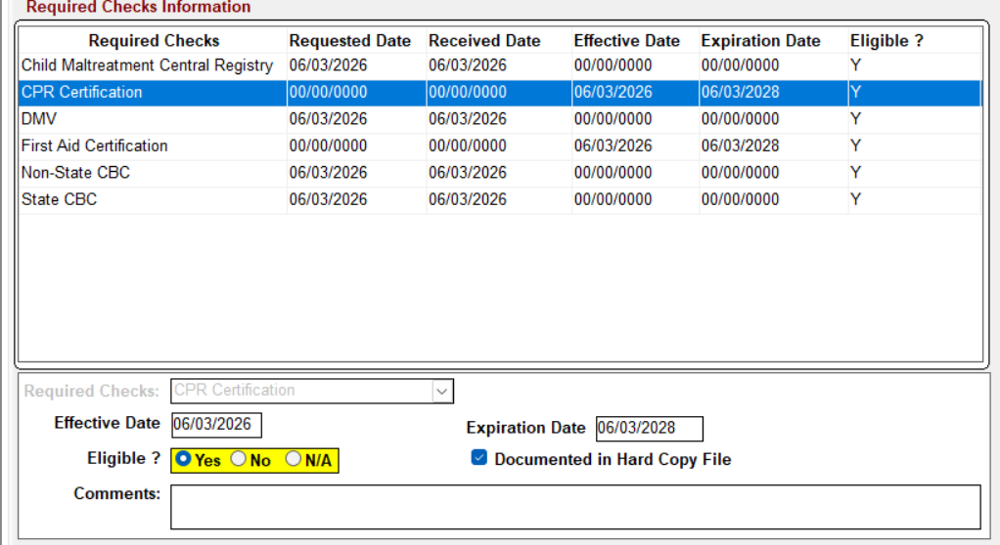 Required Checks Information
Required Checks Requested Date Received Date Effective Date Expiration Date Eligible ?
Child Maltreatment Central Registry 06/03/2026 06/03/2026 00/00/0000 00/00/0000 Y
CPR Certification 00/00/0000 00/00/0000 06/03/2026 06/03/2028 Y
DMV 06/03/2026 06/03/2026 00/00/0000 00/00/0000 Y
First Aid Certification 00/00/0000 00/00/0000 06/03/2026 06/03/2028 Y
Non-State CBC 06/03/2026 06/03/2026 00/00/0000 00/00/0000 Y
State CBC 06/03/2026 06/03/2026 00/00/0000 00/00/0000 Y
Required Checks: CPR Certification
Effective Date 06/03/2026 Expiration Date 06/03/2028
Eligible ? Yes No N/A Documented in Hard Copy File
Comments: